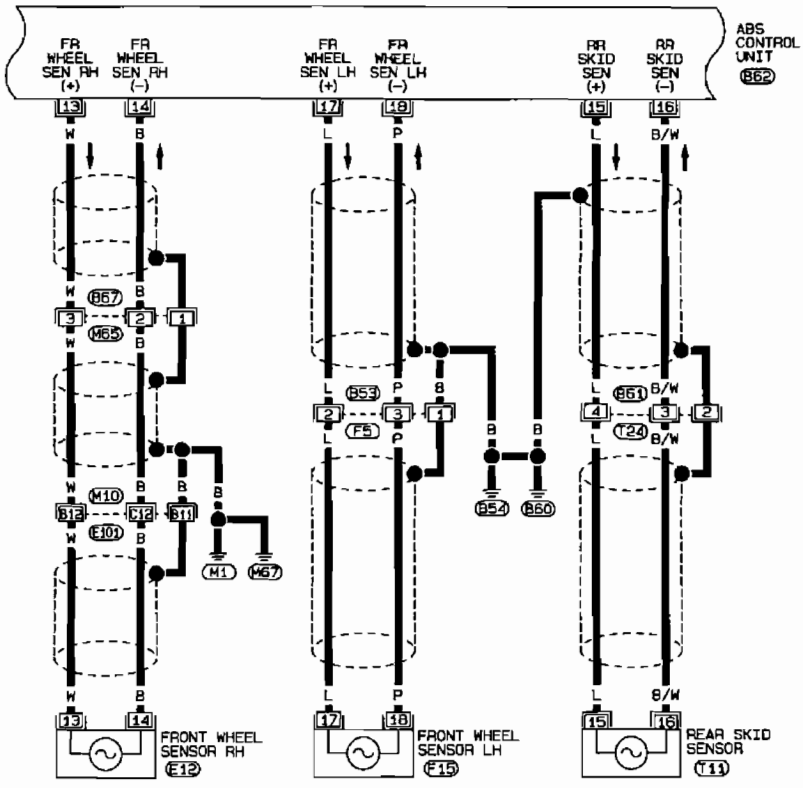 FR FR FR FR RR RR
WHEEL WHEEL WHEEL WHEEL SKID SKID
SEN RH SEN RH SEN LH SEN LH SEN SEN
(+) (-) (+) (-) (+) (-)
ABS
CONTROL
UNIT
B62
13 14 17 18 15 16
W B L P L B/W
W B
B67
3 2 1
M65
W B
L P B L B/W
B53 B61
2 3 1 4 3 2
F5 T24
L P L B/W
B B
W B B B
M10
B12 C12 B11
E101
W B
B54 B60
M1 M67
W B L P L B/W
13 14 17 18 15 16
FRONT WHEEL
SENSOR RH
E12
FRONT WHEEL
SENSOR LH
F15
REAR SKID
SENSOR
T11